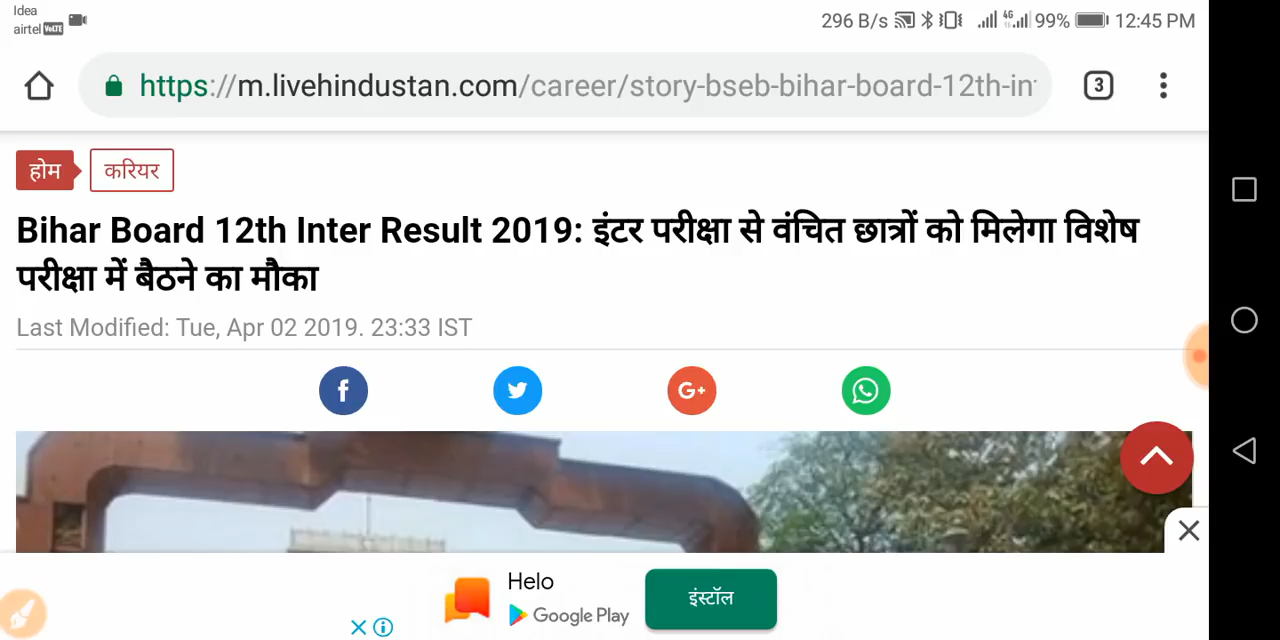 Idea
airtel VoLTE
296 B/s 4G 99% 12:45 PM
https://m.livehindustan.com/career/story-bseb-bihar-board-12th-in
3
होम
करियर
Bihar Board 12th Inter Result 2019: इंटर परीक्षा से वंचित छात्रों को मिलेगा विशेष
परीक्षा में बैठने का मौका
Last Modified: Tue, Apr 02 2019. 23:33 IST
f
G+
Helo
Google Play
इंस्टॉल